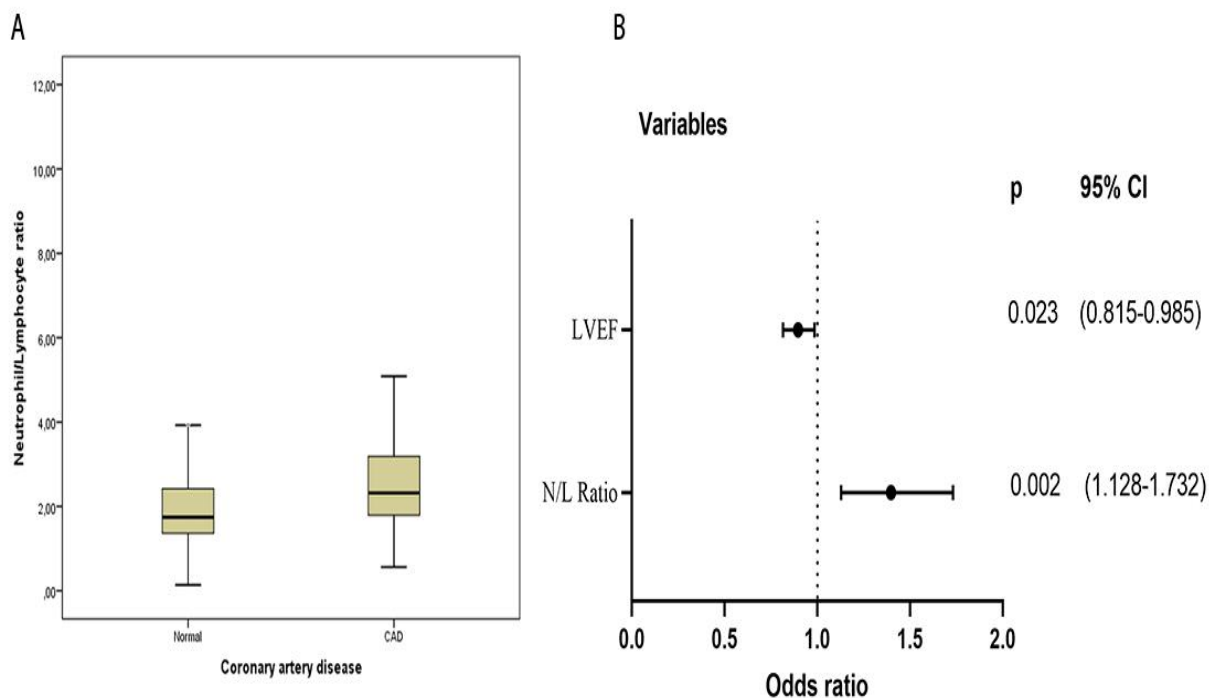 A
12,00
10,00
8,00
6,00
4,00
2,00
,00
Neutrophil/Lymphocyte ratio
Normal
CAD
Coronary artery disease
B
Variables
p 95% CI
LVEF
0.023 (0.815-0.985)
N/L Ratio
0.002 (1.128-1.732)
0.0 0.5 1.0 1.5 2.0
Odds ratio